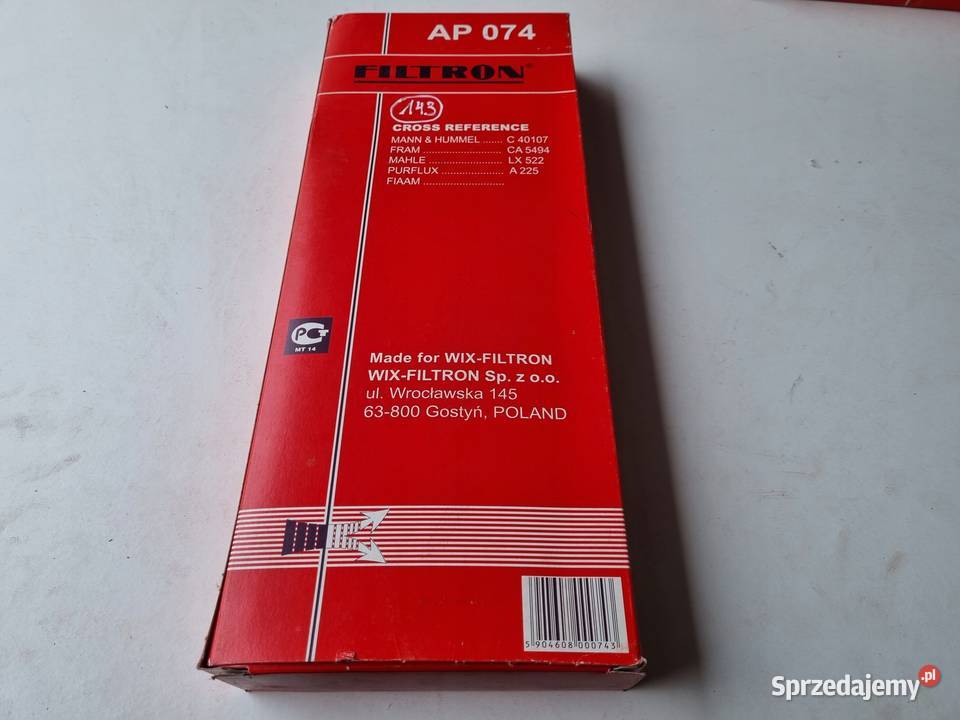 AP 074
FILTRON®
143
CROSS REFERENCE
MANN & HUMMEL ...... C 40107
FRAM .......................... CA 5494
MAHLE ......................... LX 522
PURFLUX ..................... A 225
FIAAM ...........................
PCT
MT 14
Made for WIX-FILTRON
WIX-FILTRON Sp. z o.o.
ul. Wrocławska 145
63-800 Gostyń, POLAND
5 904608 000743
Sprzedajemy.pl